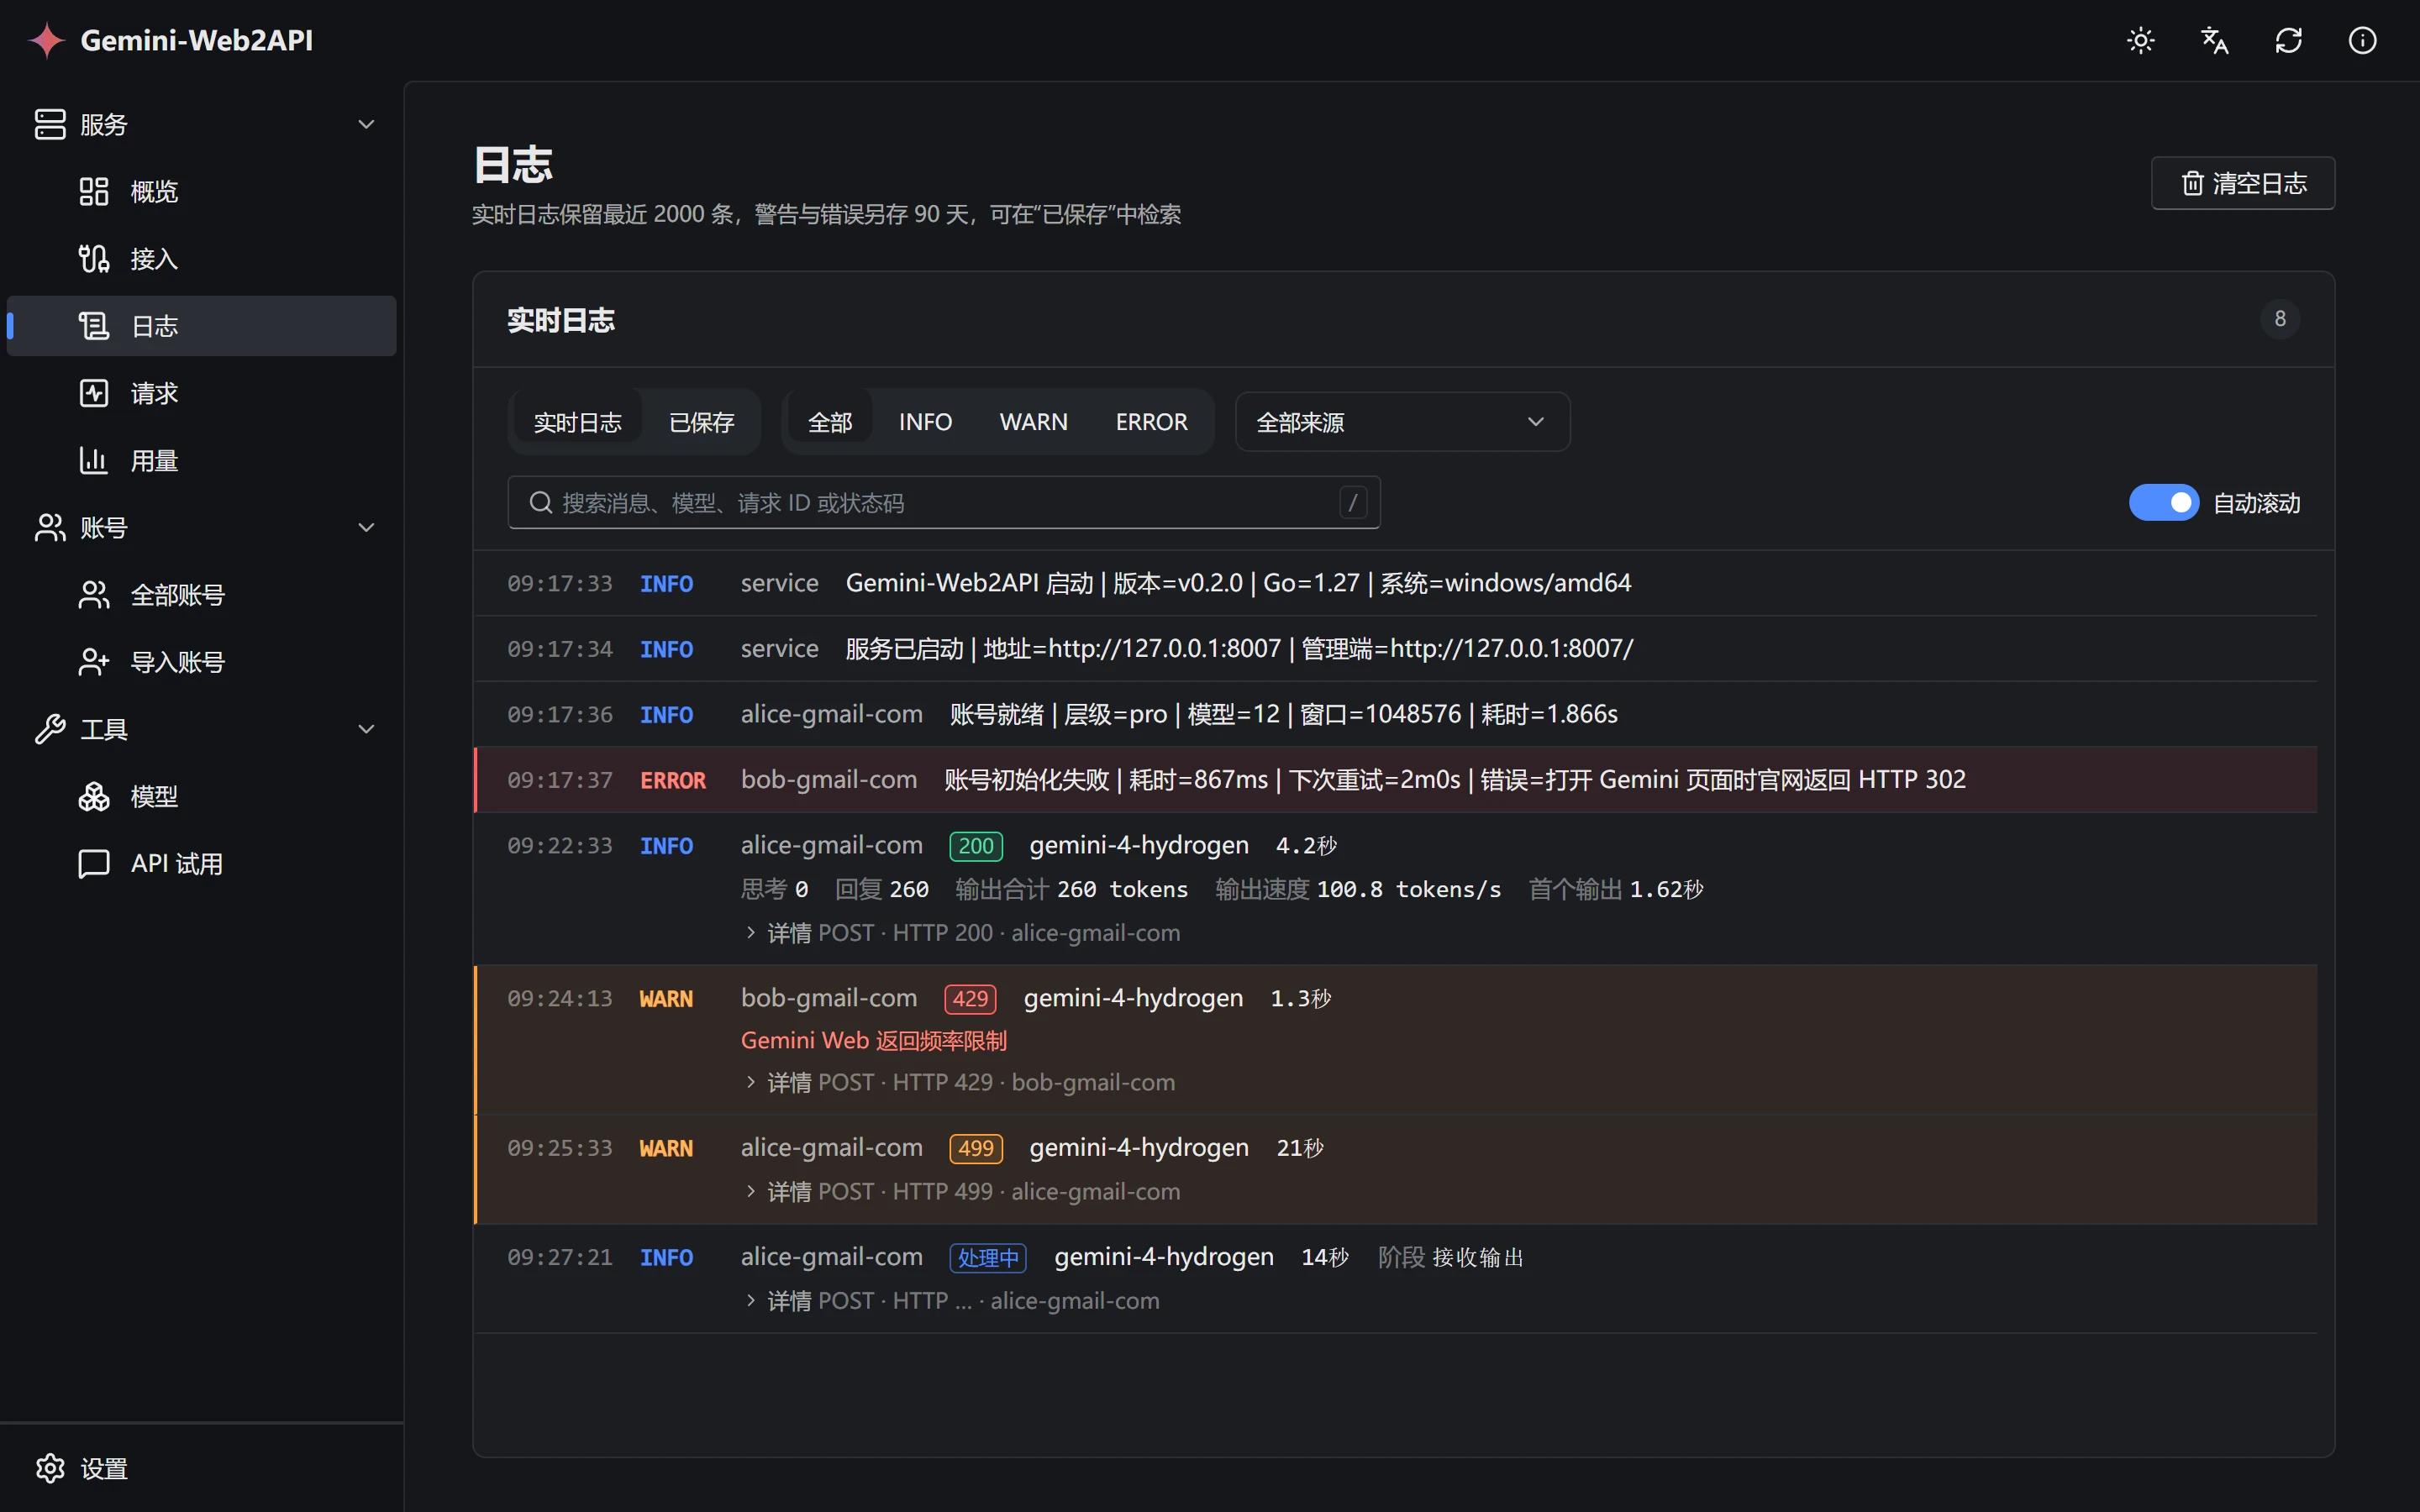 Gemini-Web2API
服务
概览
接入
日志
请求
用量
账号
全部账号
导入账号
工具
模型
API 试用
设置
日志
实时日志保留最近 2000 条，警告与错误另存 90 天，可在“已保存”中检索
清空日志
实时日志 8
实时日志 已保存 全部 INFO WARN ERROR 全部来源
搜索消息、模型、请求 ID 或状态码 / 自动滚动
09:17:33 INFO service Gemini-Web2API 启动 | 版本=v0.2.0 | Go=1.27 | 系统=windows/amd64
09:17:34 INFO service 服务已启动 | 地址=http://127.0.0.1:8007 | 管理端=http://127.0.0.1:8007/
09:17:36 INFO alice-gmail-com 账号就绪 | 层级=pro | 模型=12 | 窗口=1048576 | 耗时=1.866s
09:17:37 ERROR bob-gmail-com 账号初始化失败 | 耗时=867ms | 下次重试=2m0s | 错误=打开 Gemini 页面时官网返回 HTTP 302
09:22:33 INFO alice-gmail-com 200 gemini-4-hydrogen 4.2秒
思考 0 回复 260 输出合计 260 tokens 输出速度 100.8 tokens/s 首个输出 1.62秒
详情 POST · HTTP 200 · alice-gmail-com
09:24:13 WARN bob-gmail-com 429 gemini-4-hydrogen 1.3秒
Gemini Web 返回频率限制
详情 POST · HTTP 429 · bob-gmail-com
09:25:33 WARN alice-gmail-com 499 gemini-4-hydrogen 21秒
详情 POST · HTTP 499 · alice-gmail-com
09:27:21 INFO alice-gmail-com 处理中 gemini-4-hydrogen 14秒 阶段 接收输出
详情 POST · HTTP ... · alice-gmail-com